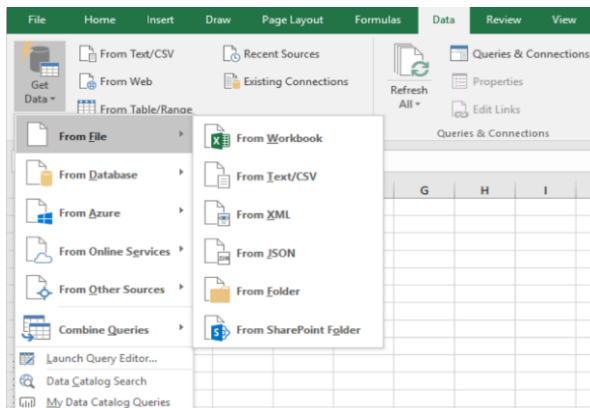 File Home Insert Draw Page Layout Formulas Data Review View
Get Data
From Text/CSV
From Web
From Table/Range
Recent Sources
Existing Connections
Refresh All
Queries & Connections
Properties
Edit Links
Queries & Connections
From File
From Database
From Azure
From Online Services
From Other Sources
Combine Queries
Launch Query Editor...
Data Catalog Search
My Data Catalog Queries
From Workbook
From Text/CSV
From XML
From JSON
From Folder
From SharePoint Folder
G H I